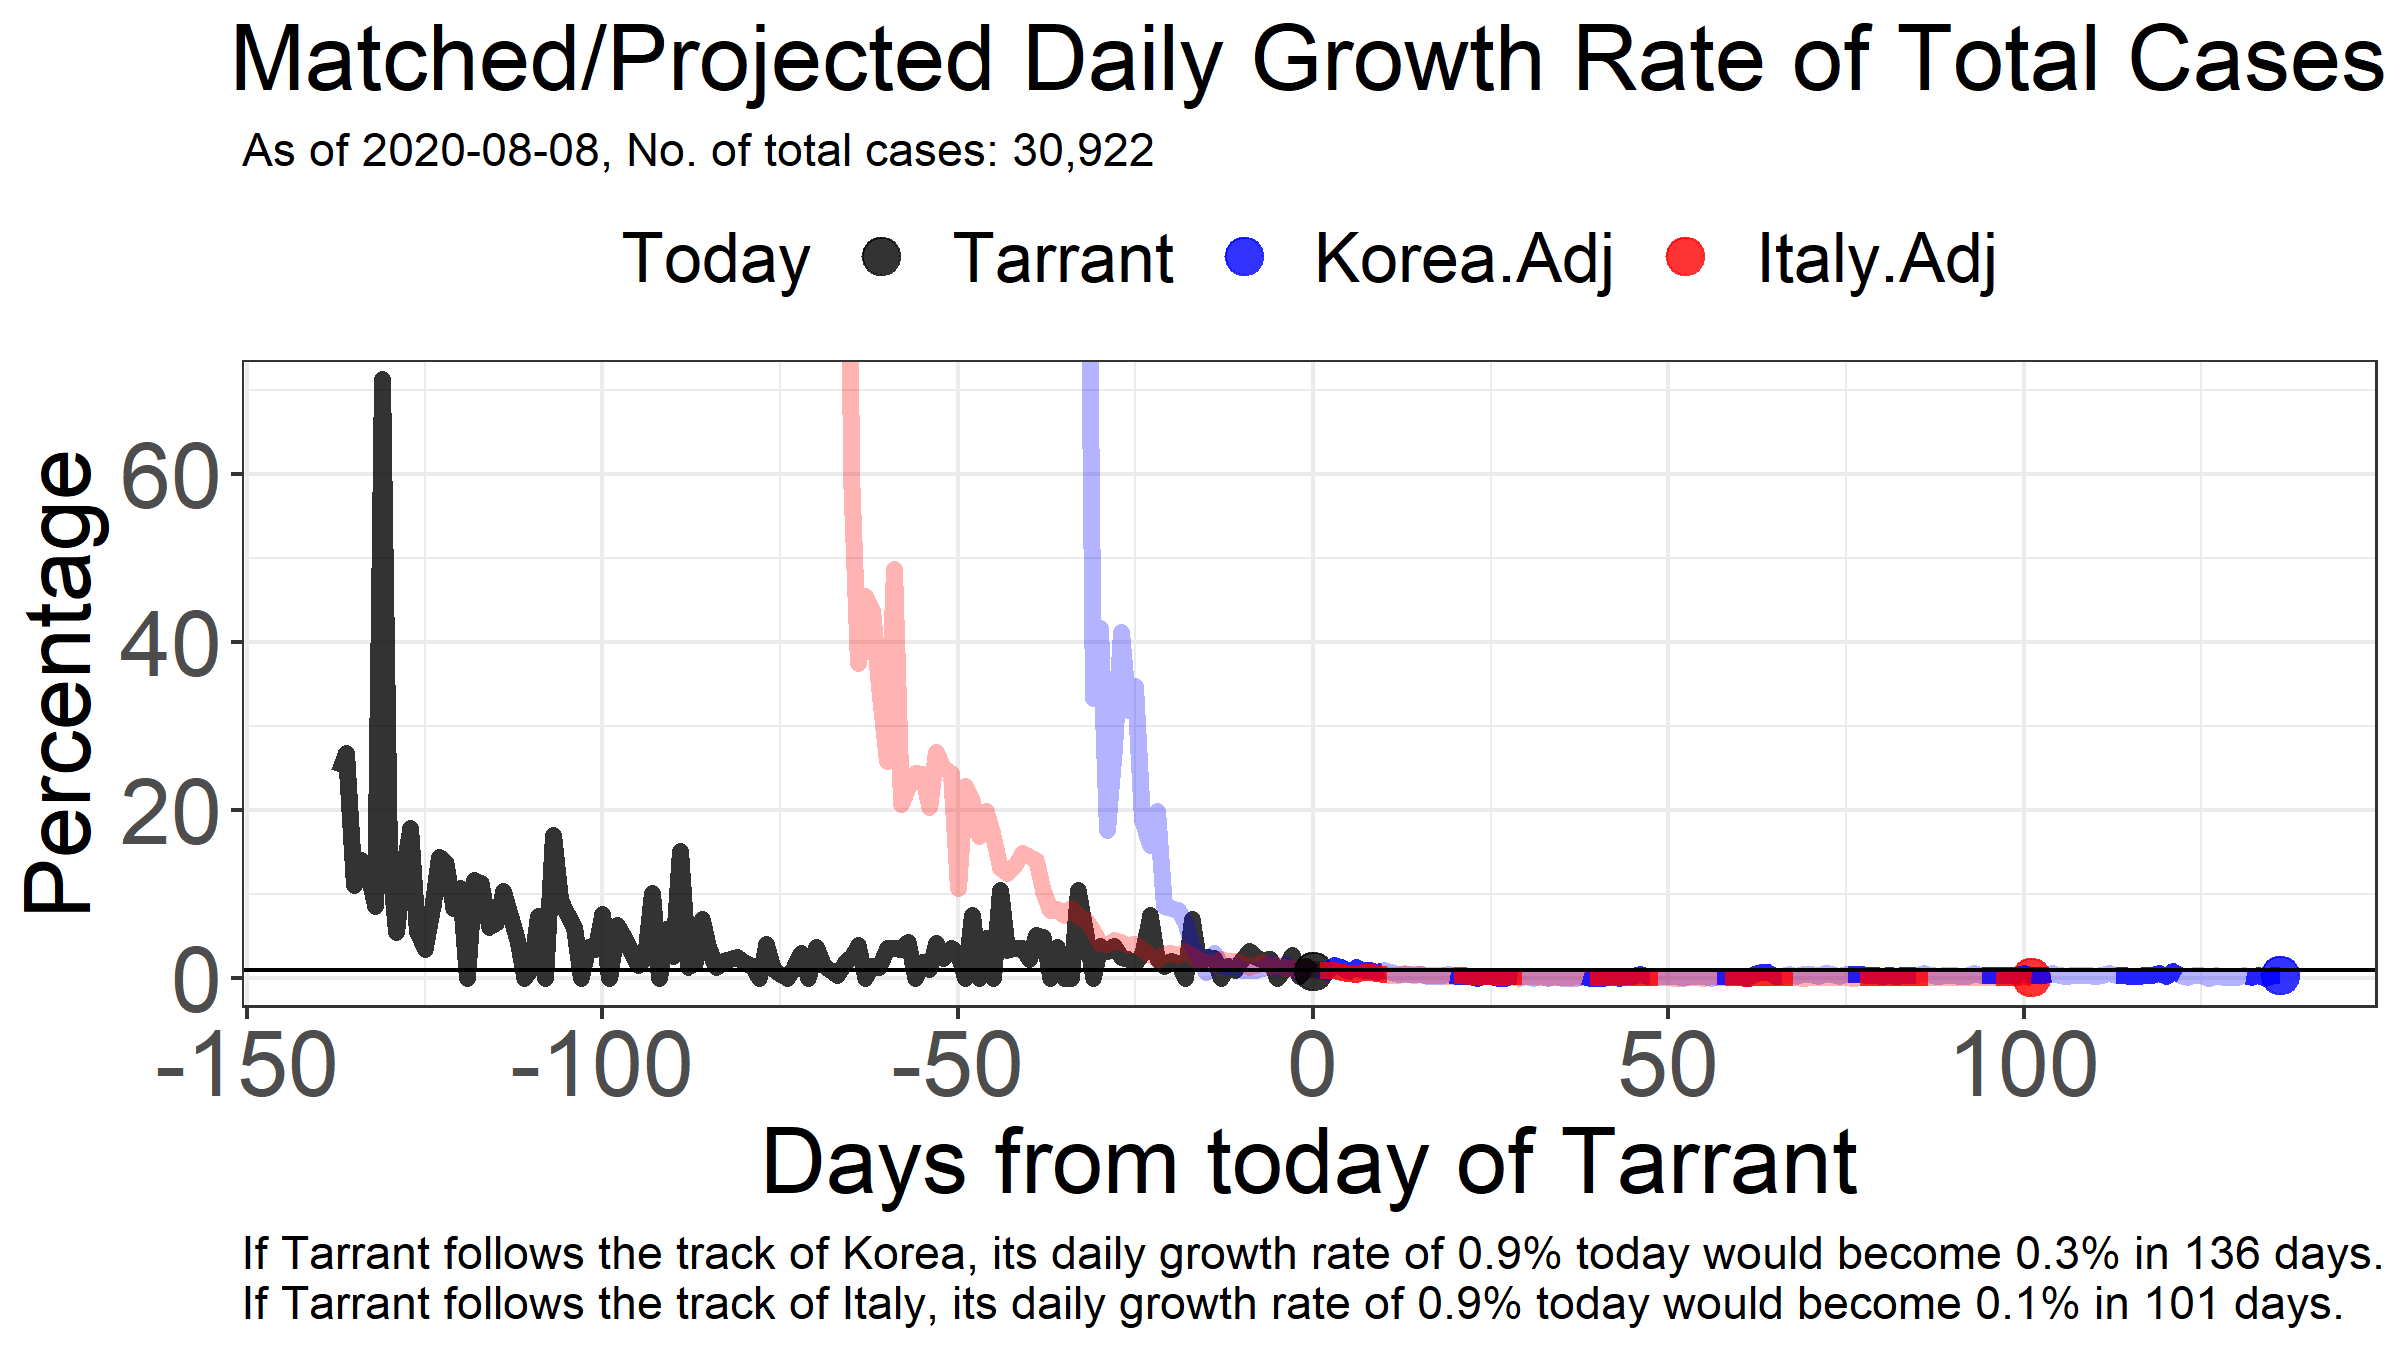 Matched/Projected Daily Growth Rate of Total Cases
As of 2020-08-08, No. of total cases: 30,922
Today Tarrant Korea.Adj Italy.Adj
Percentage
60
40
20
0
-150 -100 -50 0 50 100
Days from today of Tarrant
If Tarrant follows the track of Korea, its daily growth rate of 0.9% today would become 0.3% in 136 days.
If Tarrant follows the track of Italy, its daily growth rate of 0.9% today would become 0.1% in 101 days.